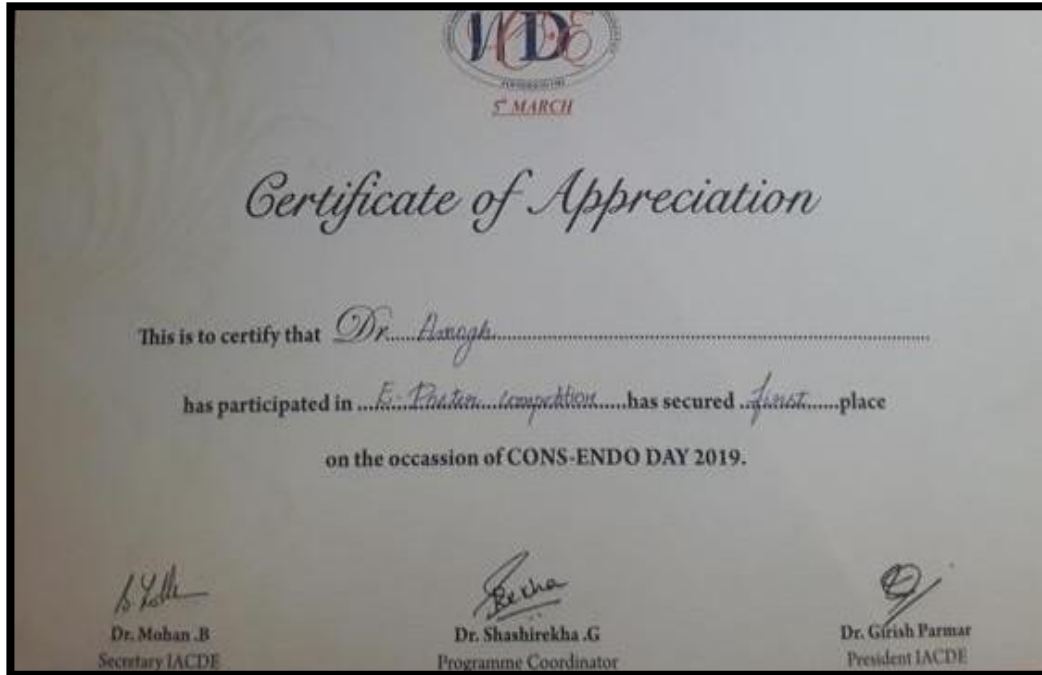 IACDE
5th MARCH
Certificate of Appreciation
This is to certify that Dr. Amogh
has participated in E-Poster competition has secured first place
on the occassion of CONS-ENDO DAY 2019.
Dr. Mohan .B Dr. Shashirekha .G Dr. Girish Parmar
Secretary IACDE Programme Coordinator President IACDE